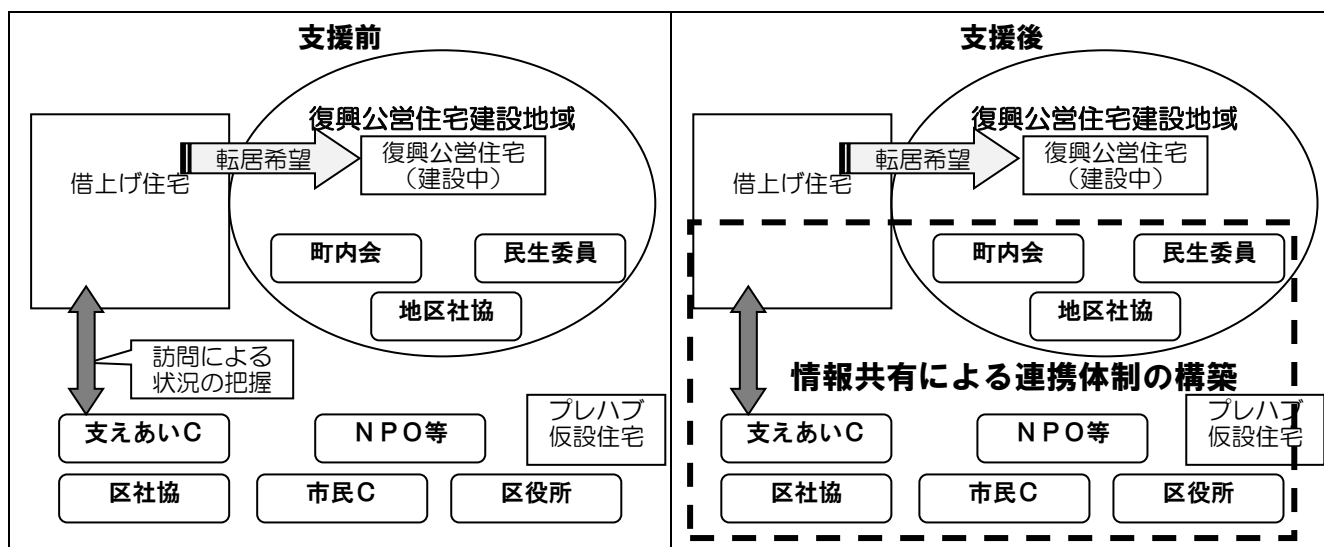 支援前
復興公営住宅建設地域
転居希望
復興公営住宅
（建設中）
借上げ住宅
町内会
民生委員
地区社協
訪問による
状況の把握
プレハブ
仮設住宅
支えあいC
NPO等
区社協
市民C
区役所
支援後
復興公営住宅建設地域
転居希望
復興公営住宅
（建設中）
借上げ住宅
町内会
民生委員
地区社協
情報共有による連携体制の構築
プレハブ
仮設住宅
支えあいC
NPO等
区社協
市民C
区役所